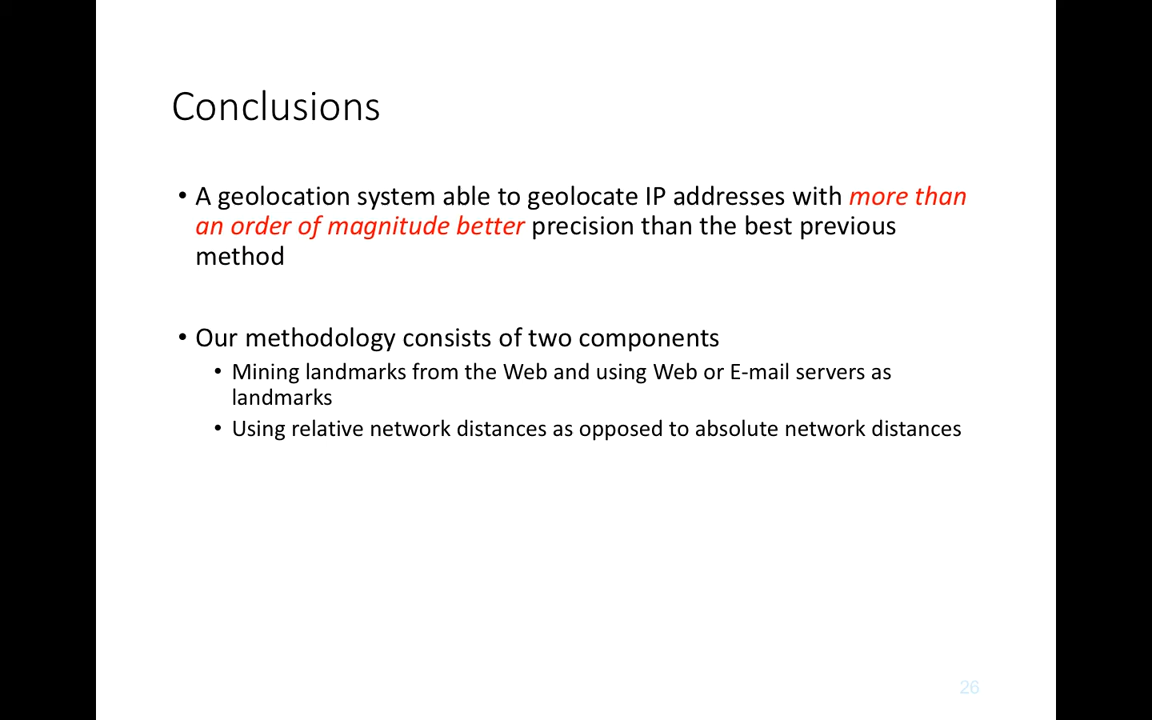 Conclusions
• A geolocation system able to geolocate IP addresses with more than
an order of magnitude better precision than the best previous
method
• Our methodology consists of two components
• Mining landmarks from the Web and using Web or E-mail servers as
landmarks
• Using relative network distances as opposed to absolute network distances
26